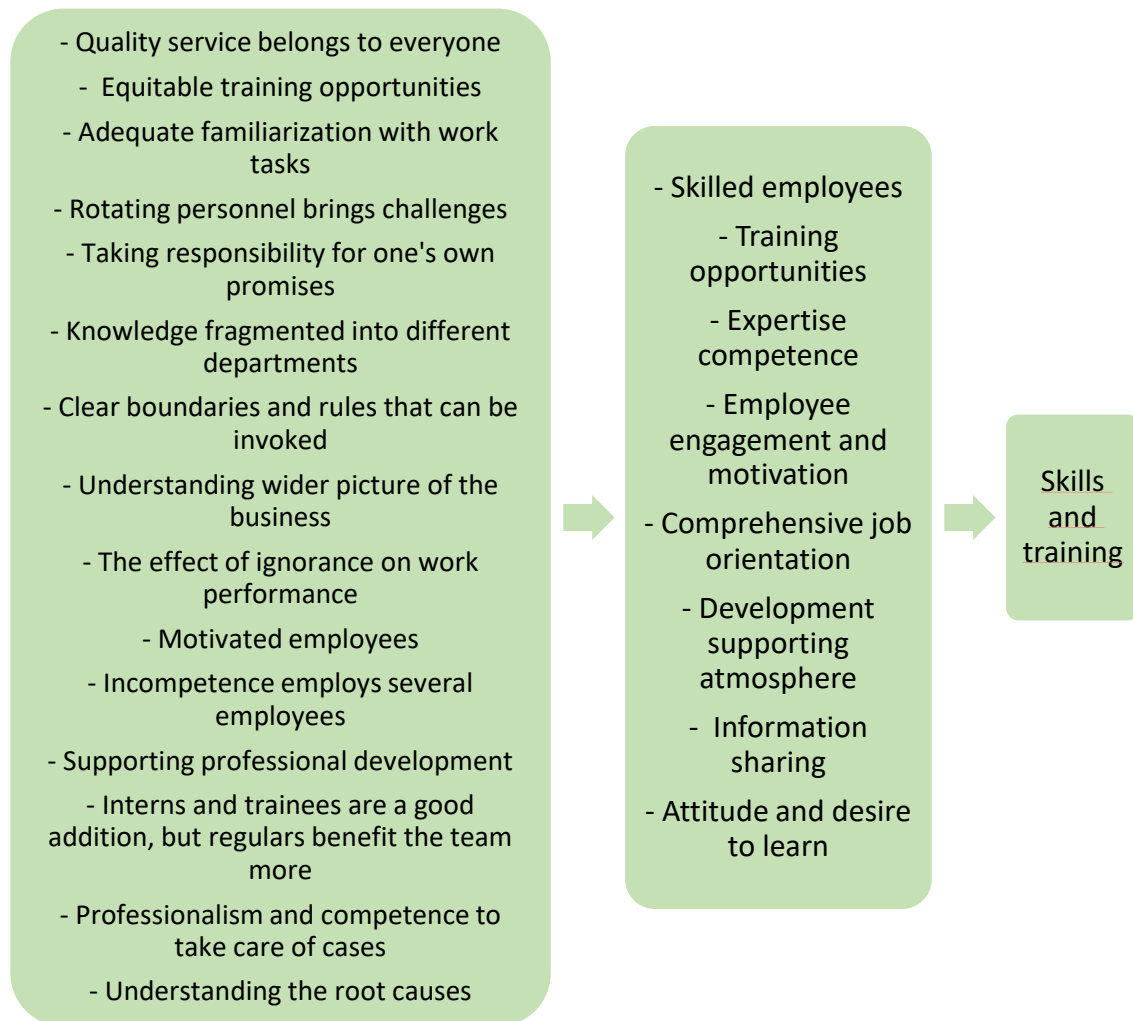 - Quality service belongs to everyone
- Equitable training opportunities
- Adequate familiarization with work
tasks
- Rotating personnel brings challenges
- Taking responsibility for one's own
promises
- Knowledge fragmented into different
departments
- Clear boundaries and rules that can be
invoked
- Understanding wider picture of the
business
- The effect of ignorance on work
performance
- Motivated employees
- Incompetence employs several
employees
- Supporting professional development
- Interns and trainees are a good
addition, but regulars benefit the team
more
- Professionalism and competence to
take care of cases
- Understanding the root causes
- Skilled employees
- Training
opportunities
- Expertise
competence
- Employee
engagement and
motivation
- Comprehensive job
orientation
- Development
supporting
atmosphere
- Information
sharing
- Attitude and desire
to learn
Skills
and
training